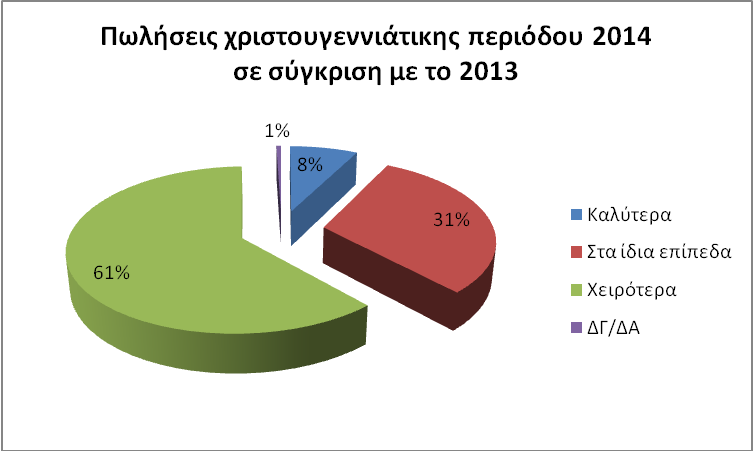 Πωλήσεις χριστουγεννιάτικης περιόδου 2014
σε σύγκριση με το 2013
1%
8%
31%
61%
Καλύτερα
Στα ίδια επίπεδα
Χειρότερα
ΔΓ/ΔΑ